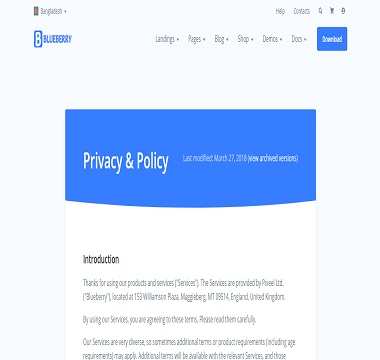 Bangladesh
Help Contacts
BLUEBERRY
Landings Pages Blog Shop Demos Docs Download
Privacy & Policy
Last modified: March 27, 2018 (view archived versions)
Introduction
Thanks for using our products and services ("Services"). The Services are provided by Pixeel Ltd.
("Blueberry"), located at 153 Williamson Plaza, Maggieberg, MT 09514, England, United Kingdom.
By using our Services, you are agreeing to these terms. Please read them carefully.
Our Services are very diverse, so sometimes additional terms or product requirements (including age
requirements) may apply. Additional terms will be available with the relevant Services, and those